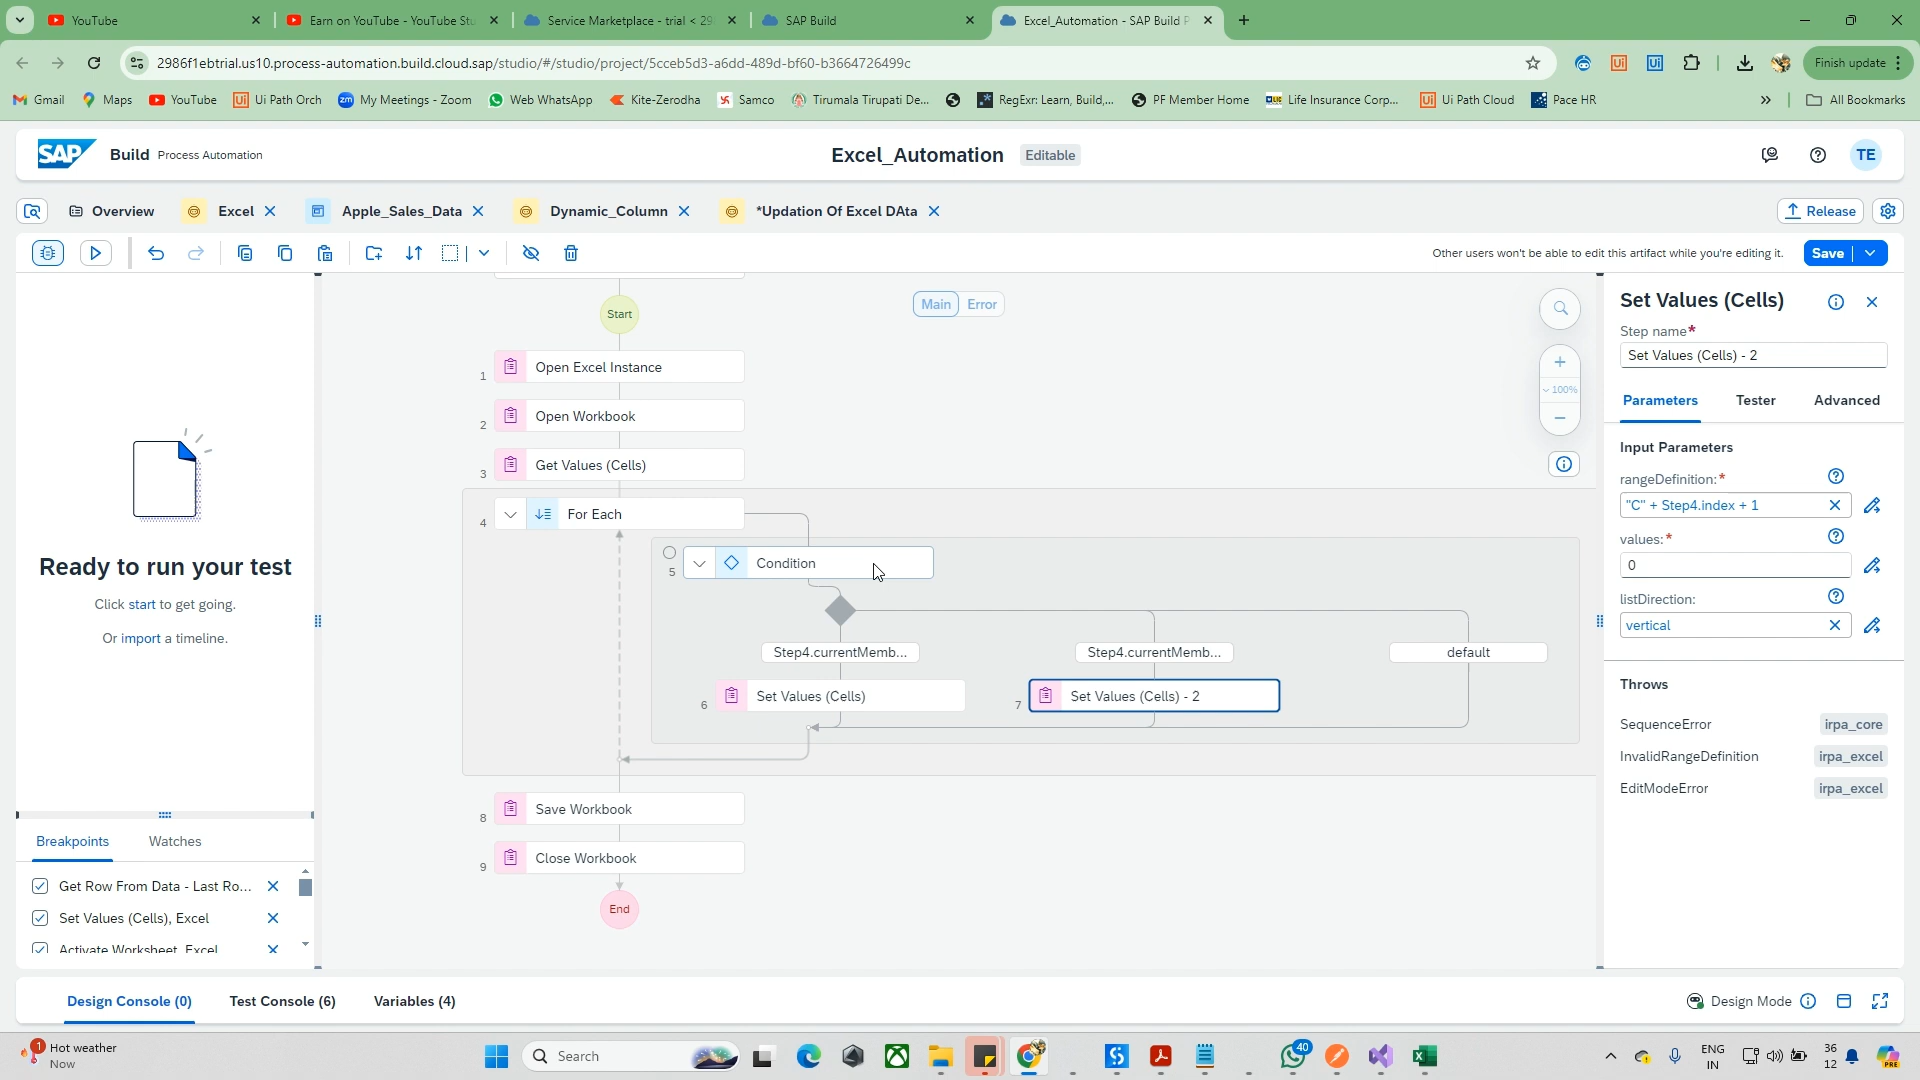 YouTube
Earn on YouTube - YouTube Stu
Service Marketplace - trial < 29
SAP Build
Excel_Automation - SAP Build P
2986f1ebtrial.us10.process-automation.build.cloud.sap/studio/#/studio/project/5cceb5d3-a6dd-489d-bf60-b3664726499c
Finish update
Gmail
Maps
YouTube
Ui Path Orch
My Meetings - Zoom
Web WhatsApp
Kite-Zerodha
Samco
Tirumala Tirupati De...
RegExr: Learn, Build,...
PF Member Home
Life Insurance Corp...
Ui Path Cloud
Pace HR
All Bookmarks
SAP
Build Process Automation
Excel_Automation Editable
TE
Overview
Excel
Apple_Sales_Data
Dynamic_Column
*Updation Of Excel DAta
Release
Other users won't be able to edit this artifact while you're editing it.
Save
Main Error
Start
1 Open Excel Instance
2 Open Workbook
3 Get Values (Cells)
4 For Each
5 Condition
Step4.currentMemb...
Step4.currentMemb...
default
6 Set Values (Cells)
7 Set Values (Cells) - 2
8 Save Workbook
9 Close Workbook
End
100%
Ready to run your test
Click start to get going.
Or import a timeline.
Breakpoints
Watches
Get Row From Data - Last Ro...
Set Values (Cells), Excel
Activate Worksheet, Excel
Set Values (Cells)
Step name*
Set Values (Cells) - 2
Parameters
Tester
Advanced
Input Parameters
rangeDefinition:*
"C" + Step4.index + 1
values:*
0
listDirection:
vertical
Throws
SequenceError irpa_core
InvalidRangeDefinition irpa_excel
EditModeError irpa_excel
Design Console (0)
Test Console (6)
Variables (4)
Design Mode
1
Hot weather
Now
Search
40
ENG
IN
36
12
PRE